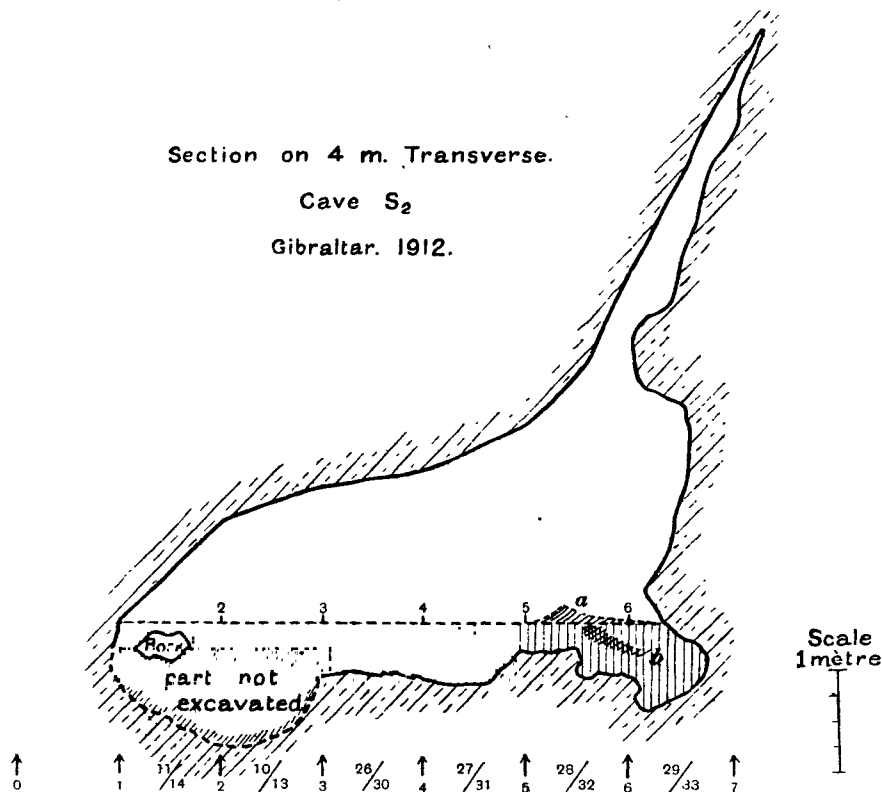 Section on 4 m. Transverse.
Cave S₂
Gibraltar. 1912.
a
2 3 4 5 6
Rock
b
part not
excavated
Scale
1 mètre
11/14 10/13 26/30 27/31 28/32 29/33
0 1 2 3 4 5 6 7